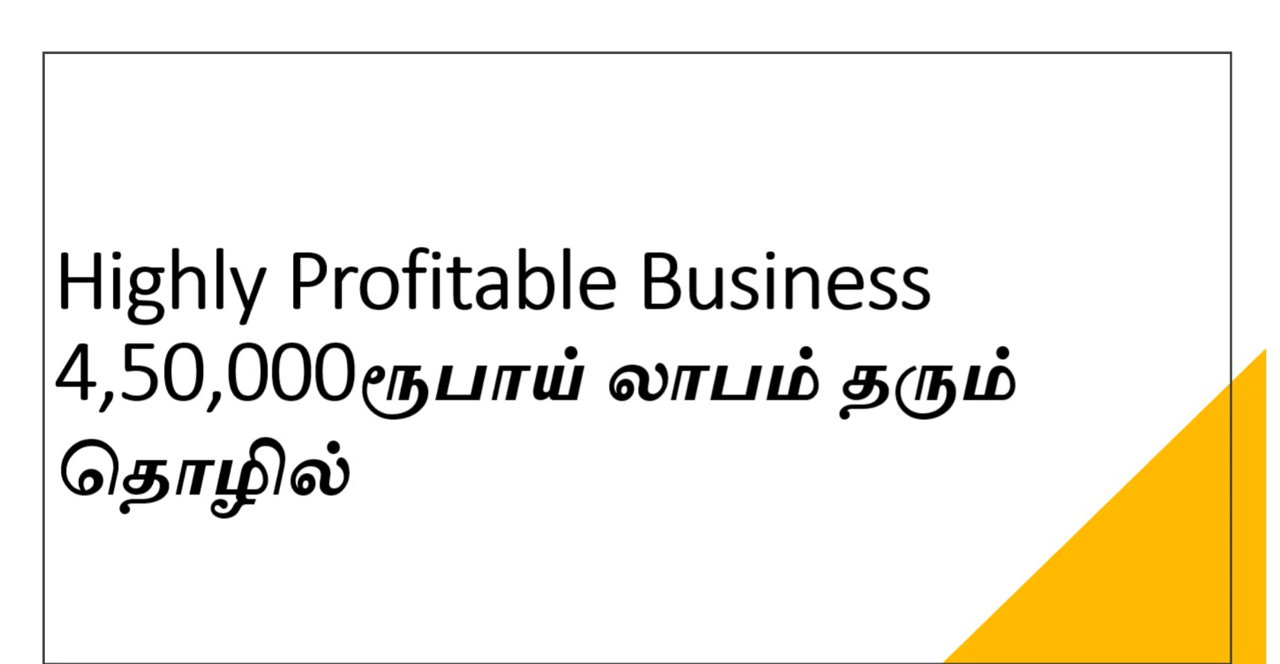 Highly Profitable Business
4,50,000ரூபாய் லாபம் தரும்
தொழில்